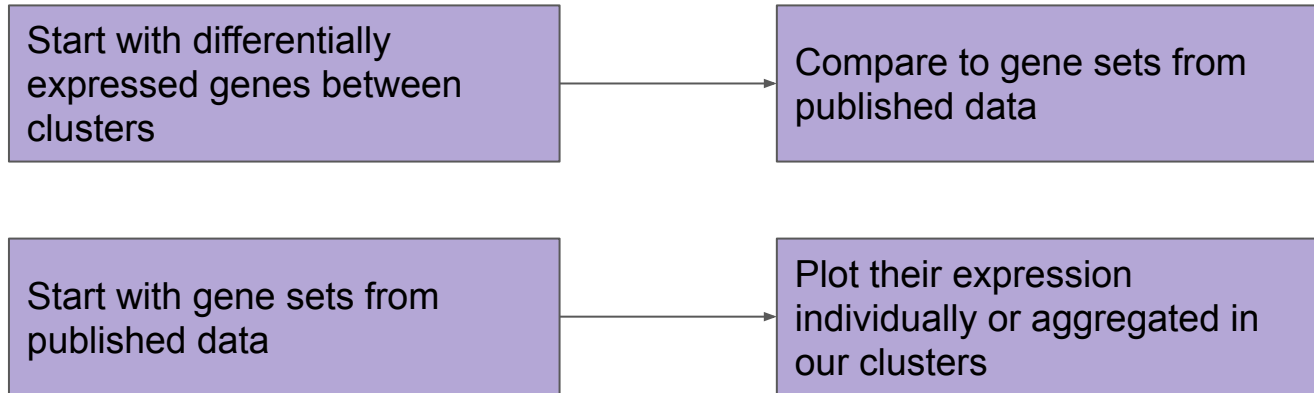 Start with differentially
expressed genes between
clusters
Compare to gene sets from
published data
Start with gene sets from
published data
Plot their expression
individually or aggregated in
our clusters